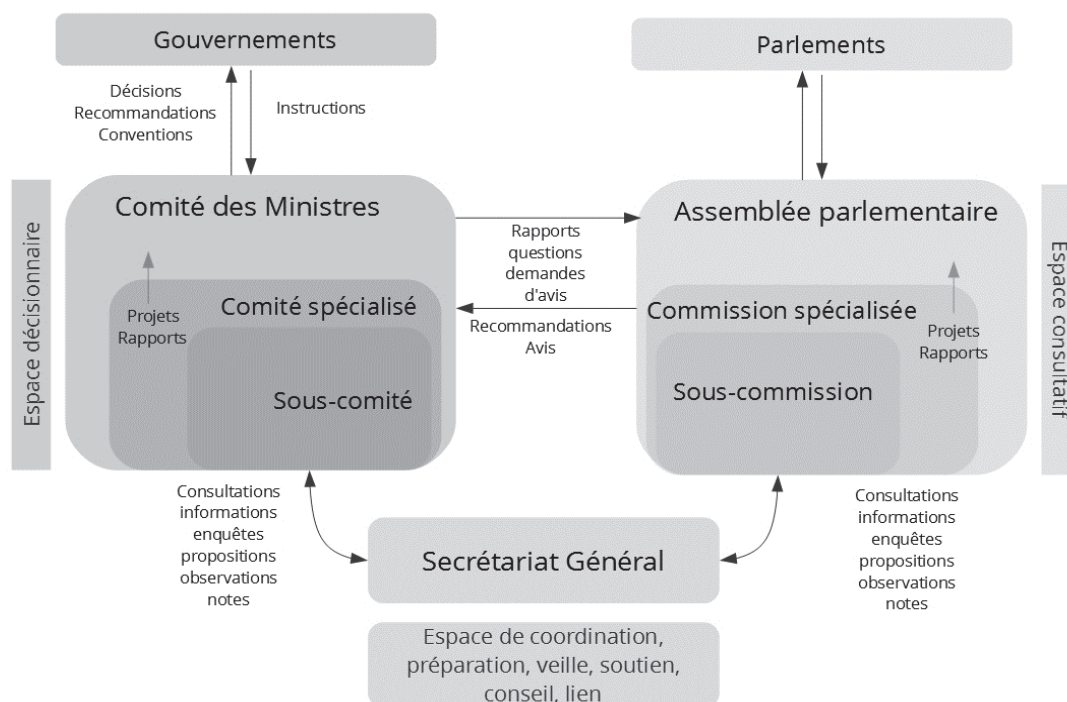 Gouvernements
Parlements
Décisions
Recommandations
Conventions
Instructions
Espace décisionnaire
Comité des Ministres
Projets
Rapports
Comité spécialisé
Sous-comité
Rapports
questions
demandes
d'avis
Recommandations
Avis
Assemblée parlementaire
Commission spécialisée
Projets
Rapports
Sous-commission
Espace consultatif
Consultations
informations
enquêtes
propositions
observations
notes
Secrétariat Général
Consultations
informations
enquêtes
propositions
observations
notes
Espace de coordination,
préparation, veille, soutien,
conseil, lien